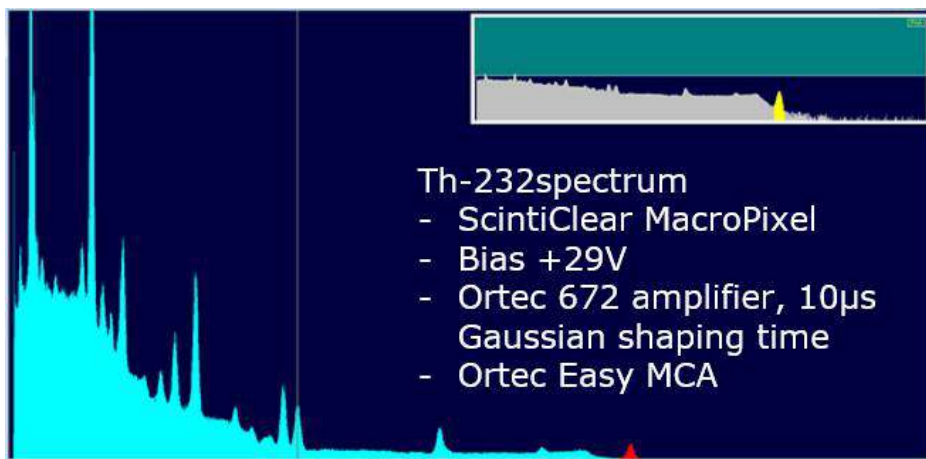 Th-232spectrum
- ScintiClear MacroPixel
- Bias +29V
- Ortec 672 amplifier, 10µs
Gaussian shaping time
- Ortec Easy MCA